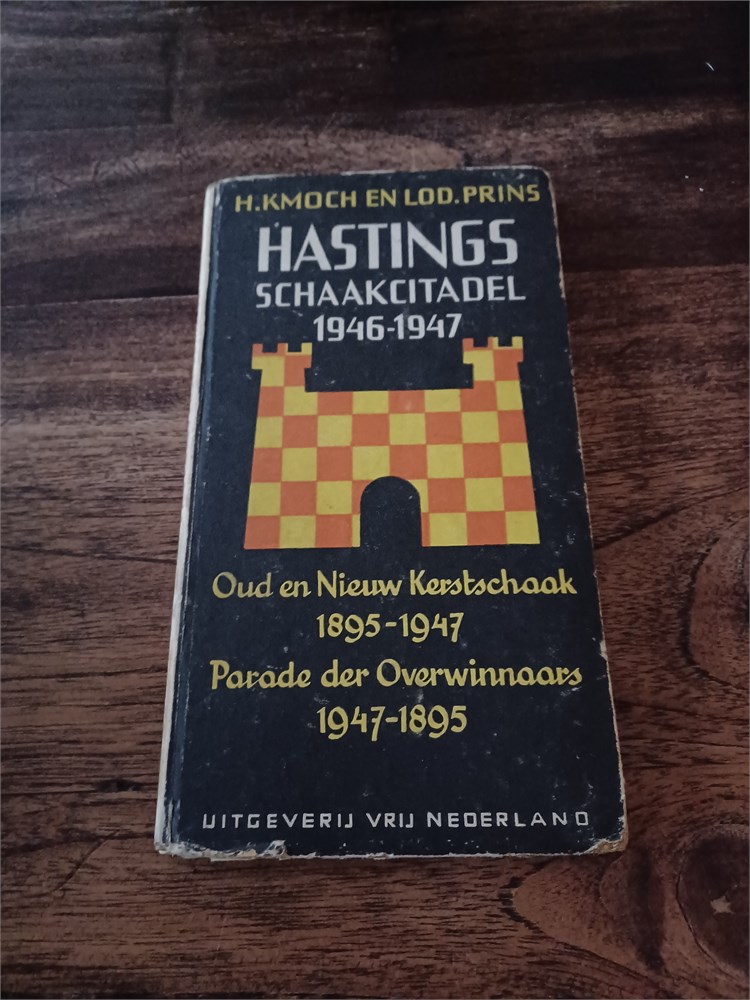 H.KMOCH EN LOD.PRINS
HASTINGS
SCHAAKCITADEL
1946-1947
Oud en Nieuw Kerstschaak
1895-1947
Parade der Overwinnaars
1947-1895
UITGEVERIJ VRIJ NEDERLAND